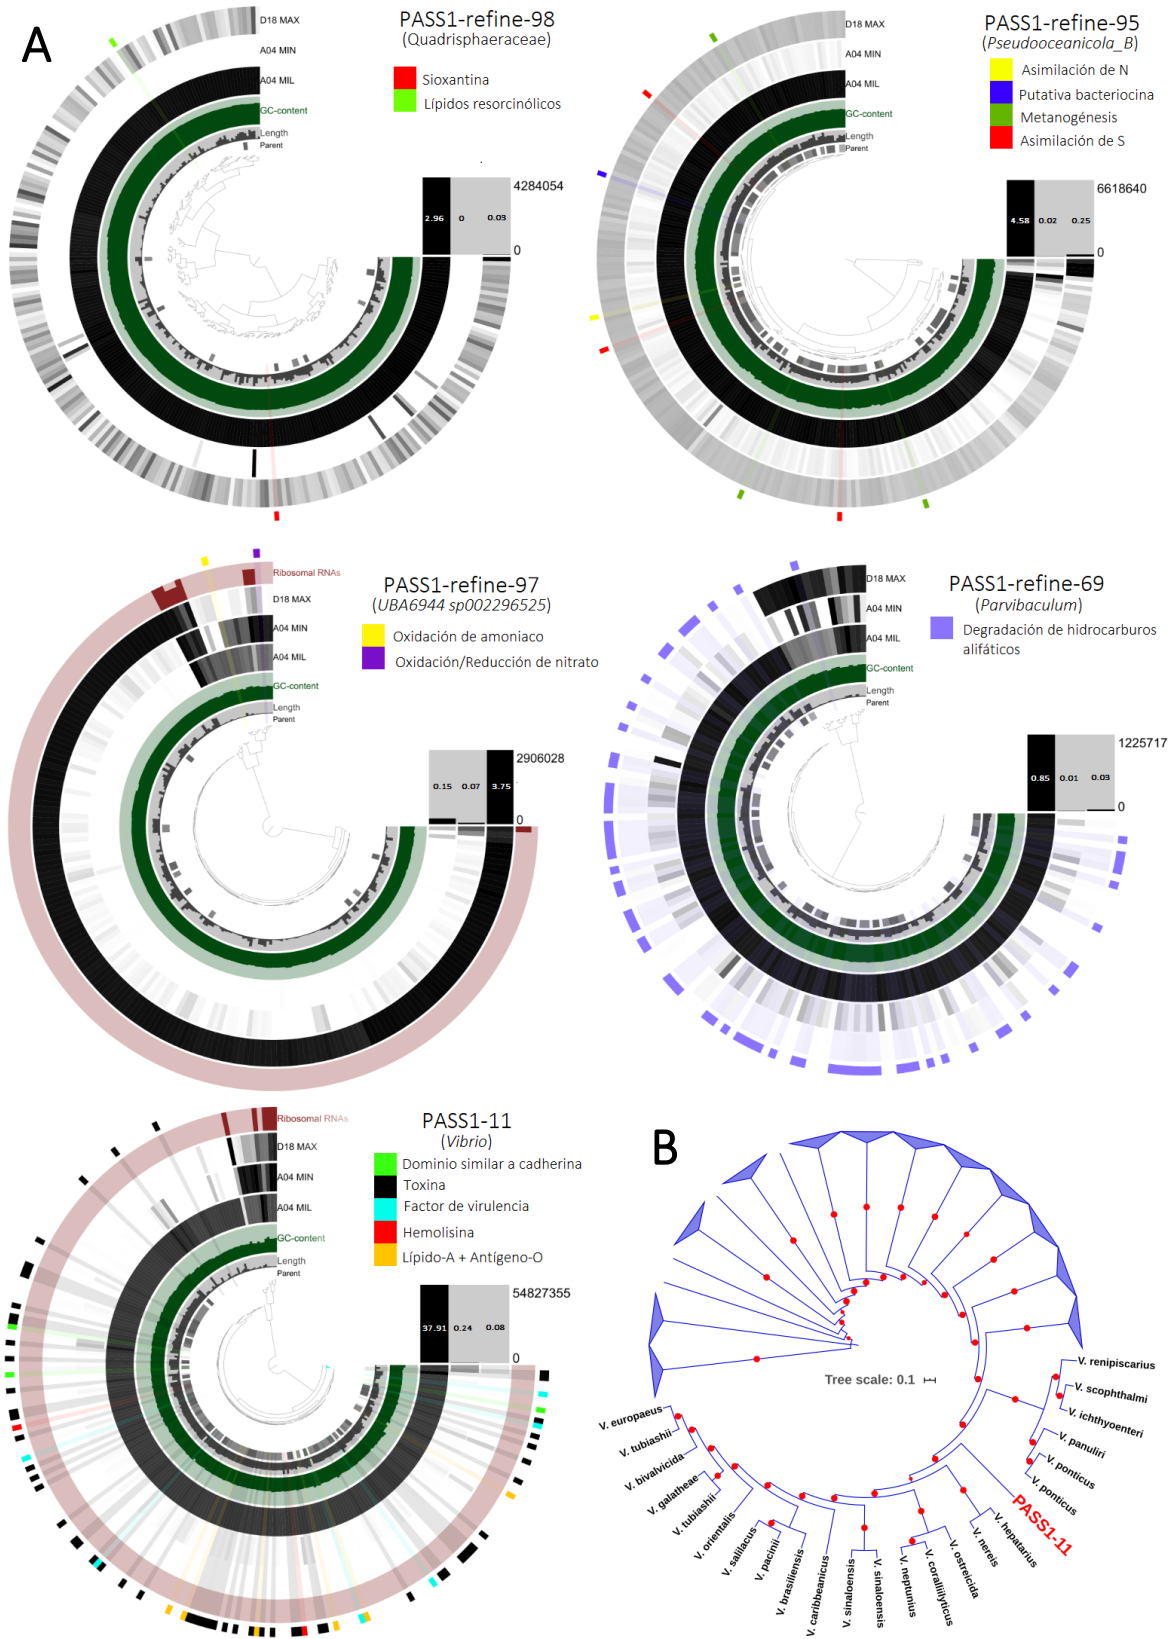 A
PASS1-refine-98
(Quadrisphaeraceae)
Sioxantina
Lípidos resorcinólicos
D18 MAX
A04 MIN
A04 MIL
GC-content
Length
Parent
4284054
2.96
0
0.03
0
PASS1-refine-95
(Pseudooceanicola_B)
Asimilación de N
Putativa bacteriocina
Metanogénesis
Asimilación de S
D18 MAX
A04 MIN
A04 MIL
GC-content
Length
Parent
6618640
4.58
0.02
0.25
0
PASS1-refine-97
(UBA6944 sp002296525)
Oxidación de amoniaco
Oxidación/Reducción de nitrato
Ribosomal RNAs
D18 MAX
A04 MIN
A04 MIL
GC-content
Length
Parent
2906028
0.15
0.07
3.75
0
PASS1-refine-69
(Parvibaculum)
Degradación de hidrocarburos
alifáticos
D18 MAX
A04 MIN
A04 MIL
GC-content
Length
Parent
1225717
0.85
0.01
0.03
0
PASS1-11
(Vibrio)
Dominio similar a cadherina
Toxina
Factor de virulencia
Hemolisina
Lípido-A + Antígeno-O
Ribosomal RNAs
D18 MAX
A04 MIN
A04 MIL
GC-content
Length
Parent
54827355
37.91
0.24
0.08
0
B
Tree scale: 0.1
V. renipiscarius
V. scophthalmi
V. ichthyoenteri
V. panuliri
V. ponticus
V. ponticus
PASS1-11
V. hepatarius
V. nereis
V. ostreicida
V. coralliilyticus
V. neptunius
V. sinaloensis
V. sinaloensis
V. caribbeanicus
V. brasiliensis
V. pacinii
V. salilacus
V. orientalis
V. tubiashii
V. galatheae
V. bivalvicida
V. tubiashii
V. europaeus